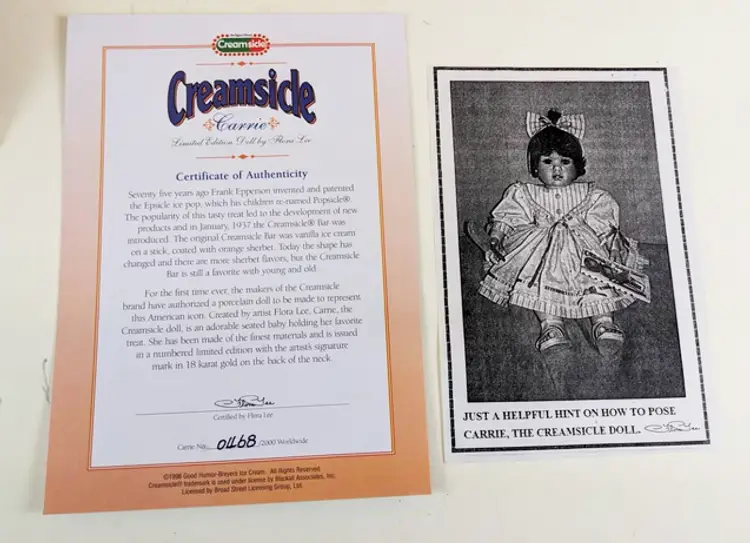 Creamsicle
Creamsicle
Carrie
Limited Edition Doll by Flora Lee
Certificate of Authenticity
Seventy five years ago Frank Epperson invented and patented
the Epsicle ice pop, which his children re-named Popsicle®.
The popularity of this tasty treat led to the development of new
products and in January, 1937 the Creamsicle® Bar was
introduced. The original Creamsicle Bar was vanilla ice cream
on a stick, coated with orange sherbet. Today the shape has
changed and there are more sherbet flavors, but the Creamsicle
Bar is still a favorite with young and old.
For the first time ever, the makers of the Creamsicle
brand have authorized a porcelain doll to be made to represent
this American icon. Created by artist Flora Lee, Carrie, the
Creamsicle doll, is an adorable seated baby holding her favorite
treat. She has been made of the finest materials and is issued
in a numbered limited edition with the artist's signature
mark in 18 karat gold on the back of the neck.
Flora Lee
Certified by Flora Lee
Carrie No. 0468 /2000 Worldwide
©1998 Good Humor-Breyers Ice Cream. All Rights Reserved.
Creamsicle® trademark is used under license by Blackall Associates, Inc.
Licensed by Broad Street Licensing Group, Ltd.
JUST A HELPFUL HINT ON HOW TO POSE
CARRIE, THE CREAMSICLE DOLL. Flora Lee